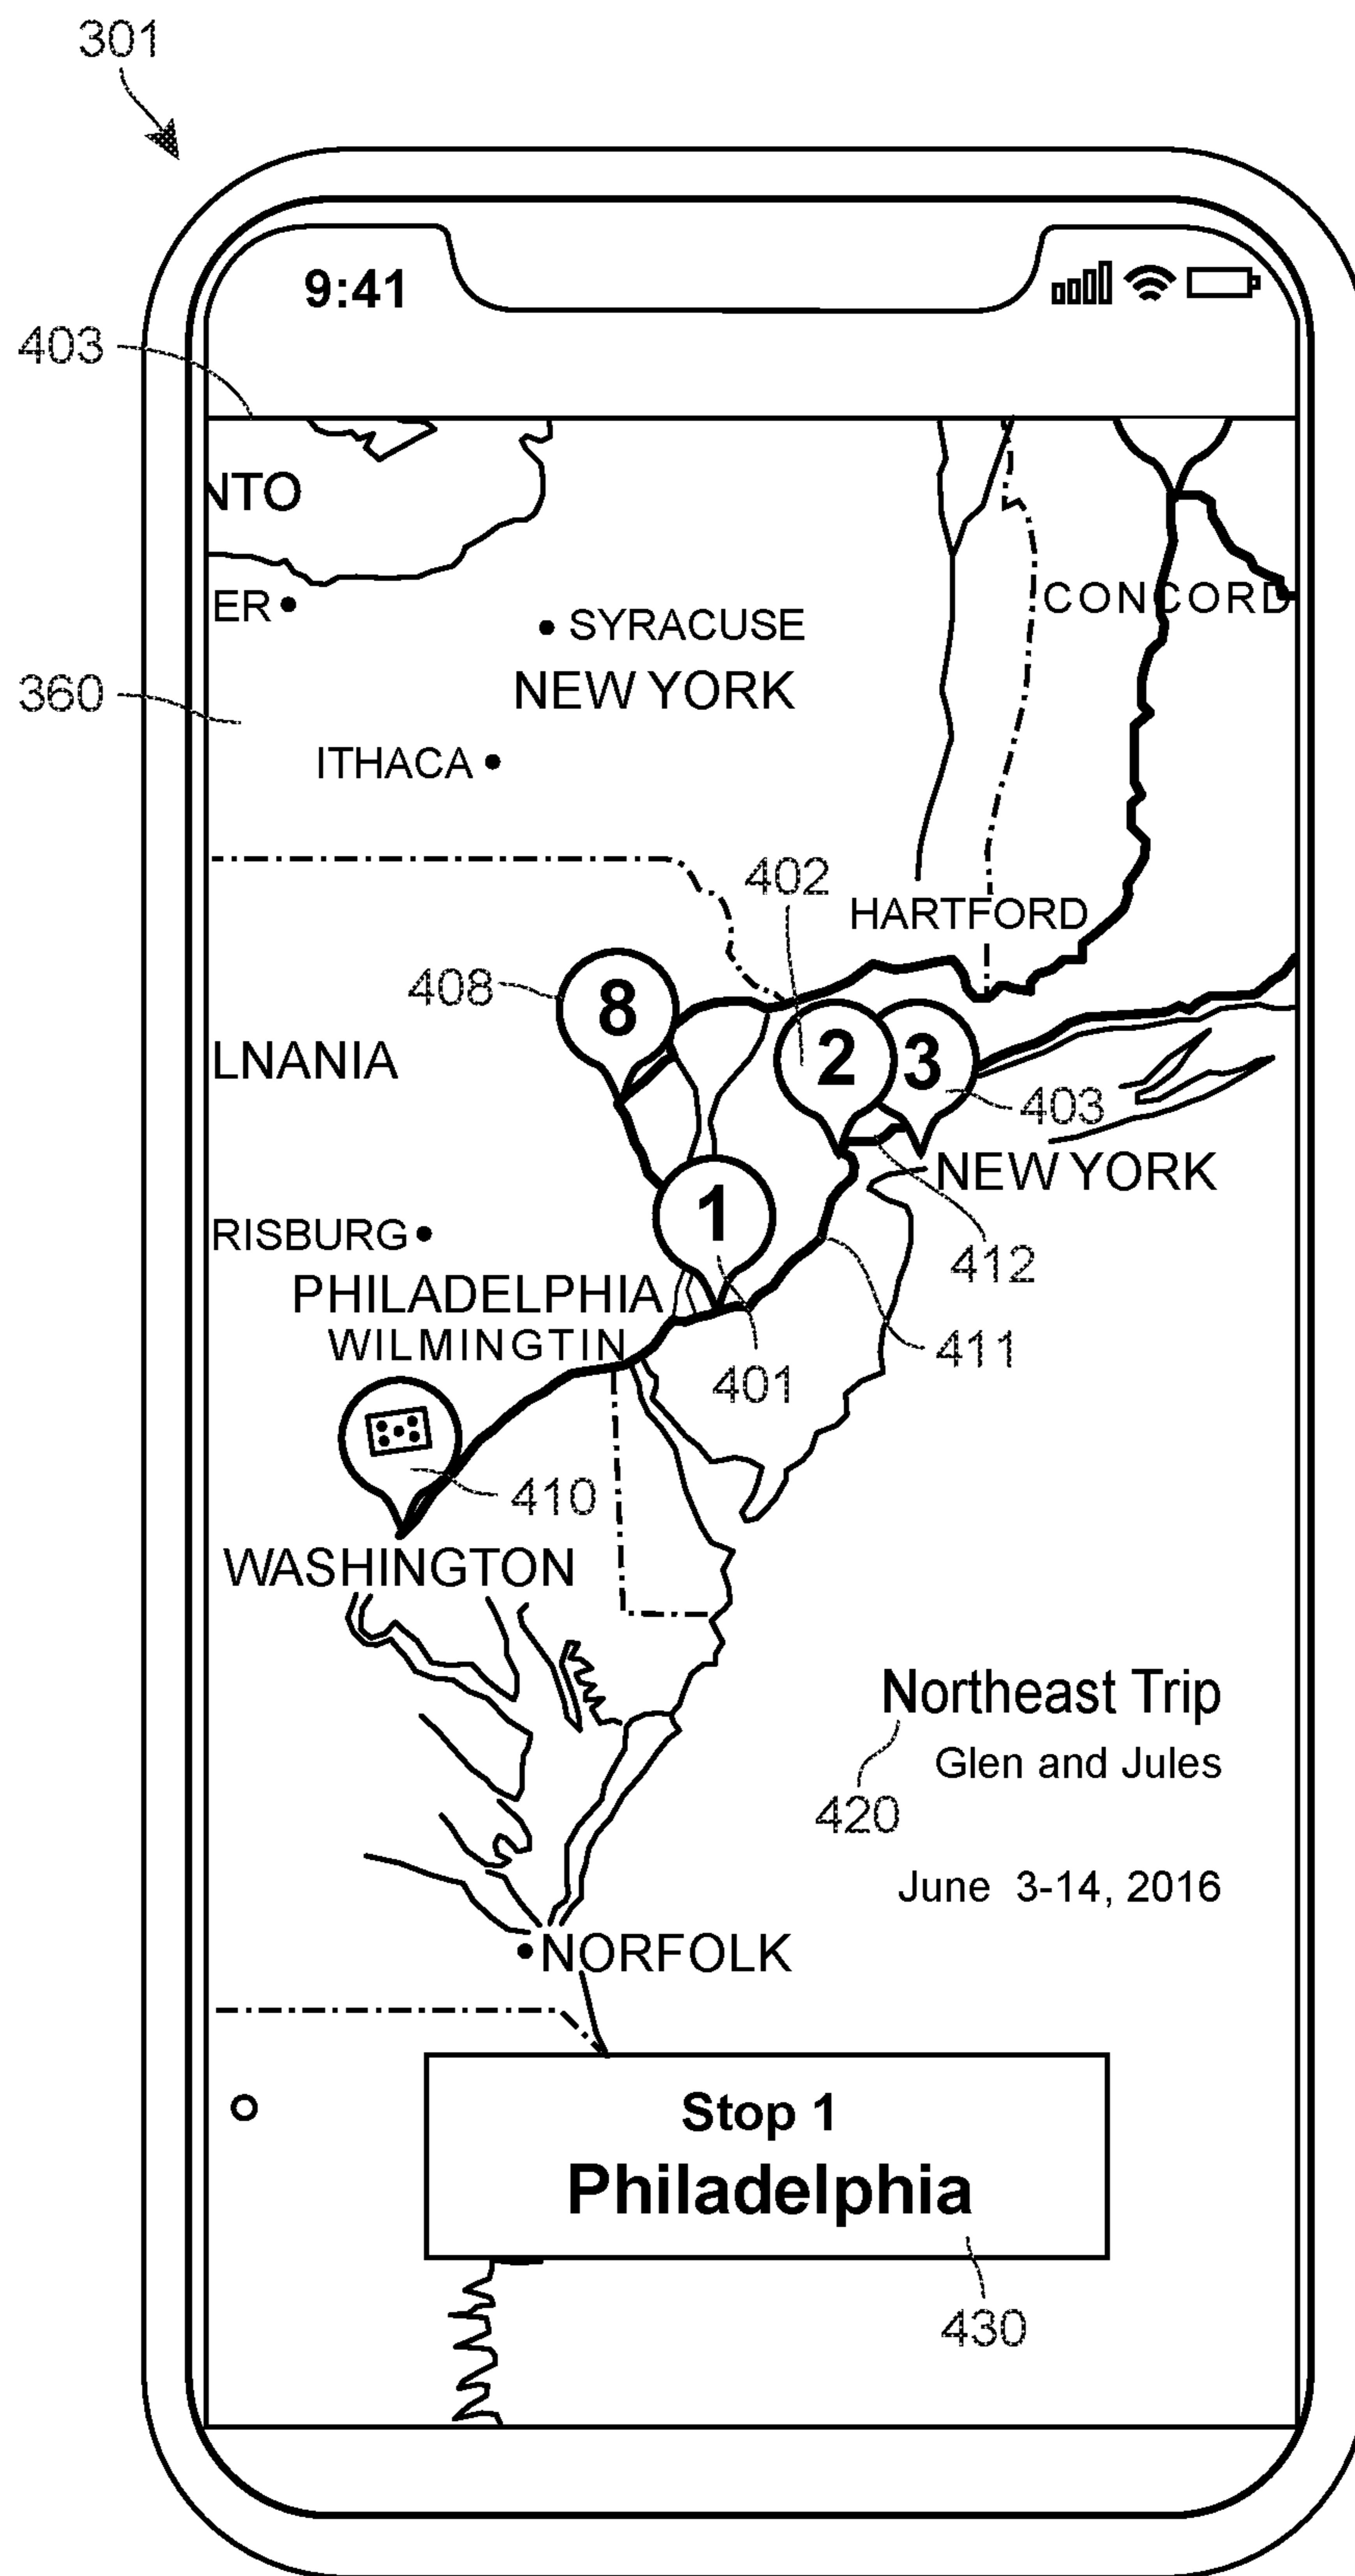 301
9:41
403
NTO
ER
CONCORD
SYRACUSE
NEW YORK
360
ITHACA
402
HARTFORD
408
8
2
3
LNANIA
403
NEW YORK
1
RISBURG
412
PHILADELPHIA
WILMINGTIN
411
401
410
WASHINGTON
Northeast Trip
Glen and Jules
420
June 3-14, 2016
NORFOLK
Stop 1
Philadelphia
430